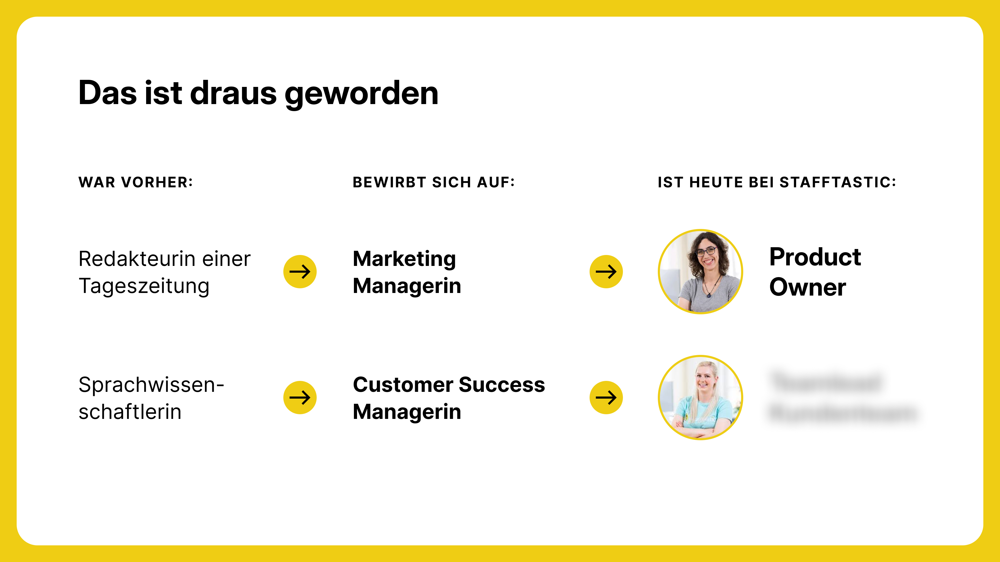 Das ist draus geworden
WAR VORHER:
BEWIRBT SICH AUF:
IST HEUTE BEI STAFFTASTIC:
Redakteurin einer
Tageszeitung
Marketing
Managerin
Product
Owner
Sprachwissen-
schaftlerin
Customer Success
Managerin